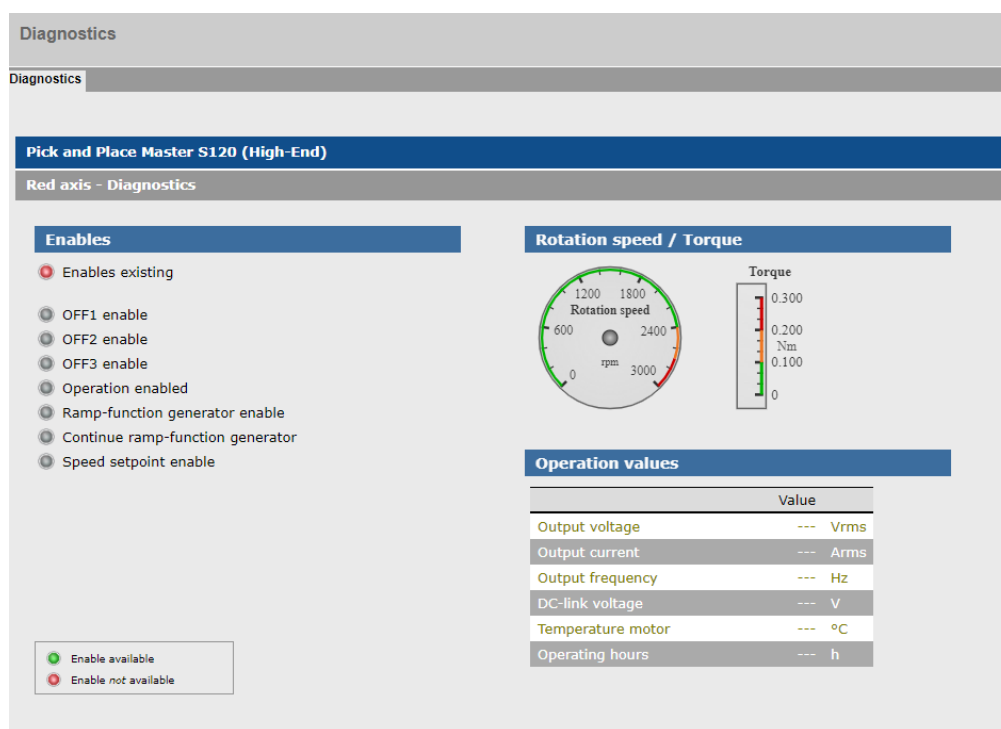 Diagnostics
Diagnostics
Pick and Place Master S120 (High-End)
Red axis - Diagnostics
Enables
Enables existing
OFF1 enable
OFF2 enable
OFF3 enable
Operation enabled
Ramp-function generator enable
Continue ramp-function generator
Speed setpoint enable
Enable available
Enable not available
Rotation speed / Torque
1200 1800
Rotation speed
600 2400
rpm
0 3000
Torque
0.300
0.200
Nm
0.100
0
Operation values
Value
Output voltage --- Vrms
Output current --- Arms
Output frequency --- Hz
DC-link voltage --- V
Temperature motor --- °C
Operating hours --- h